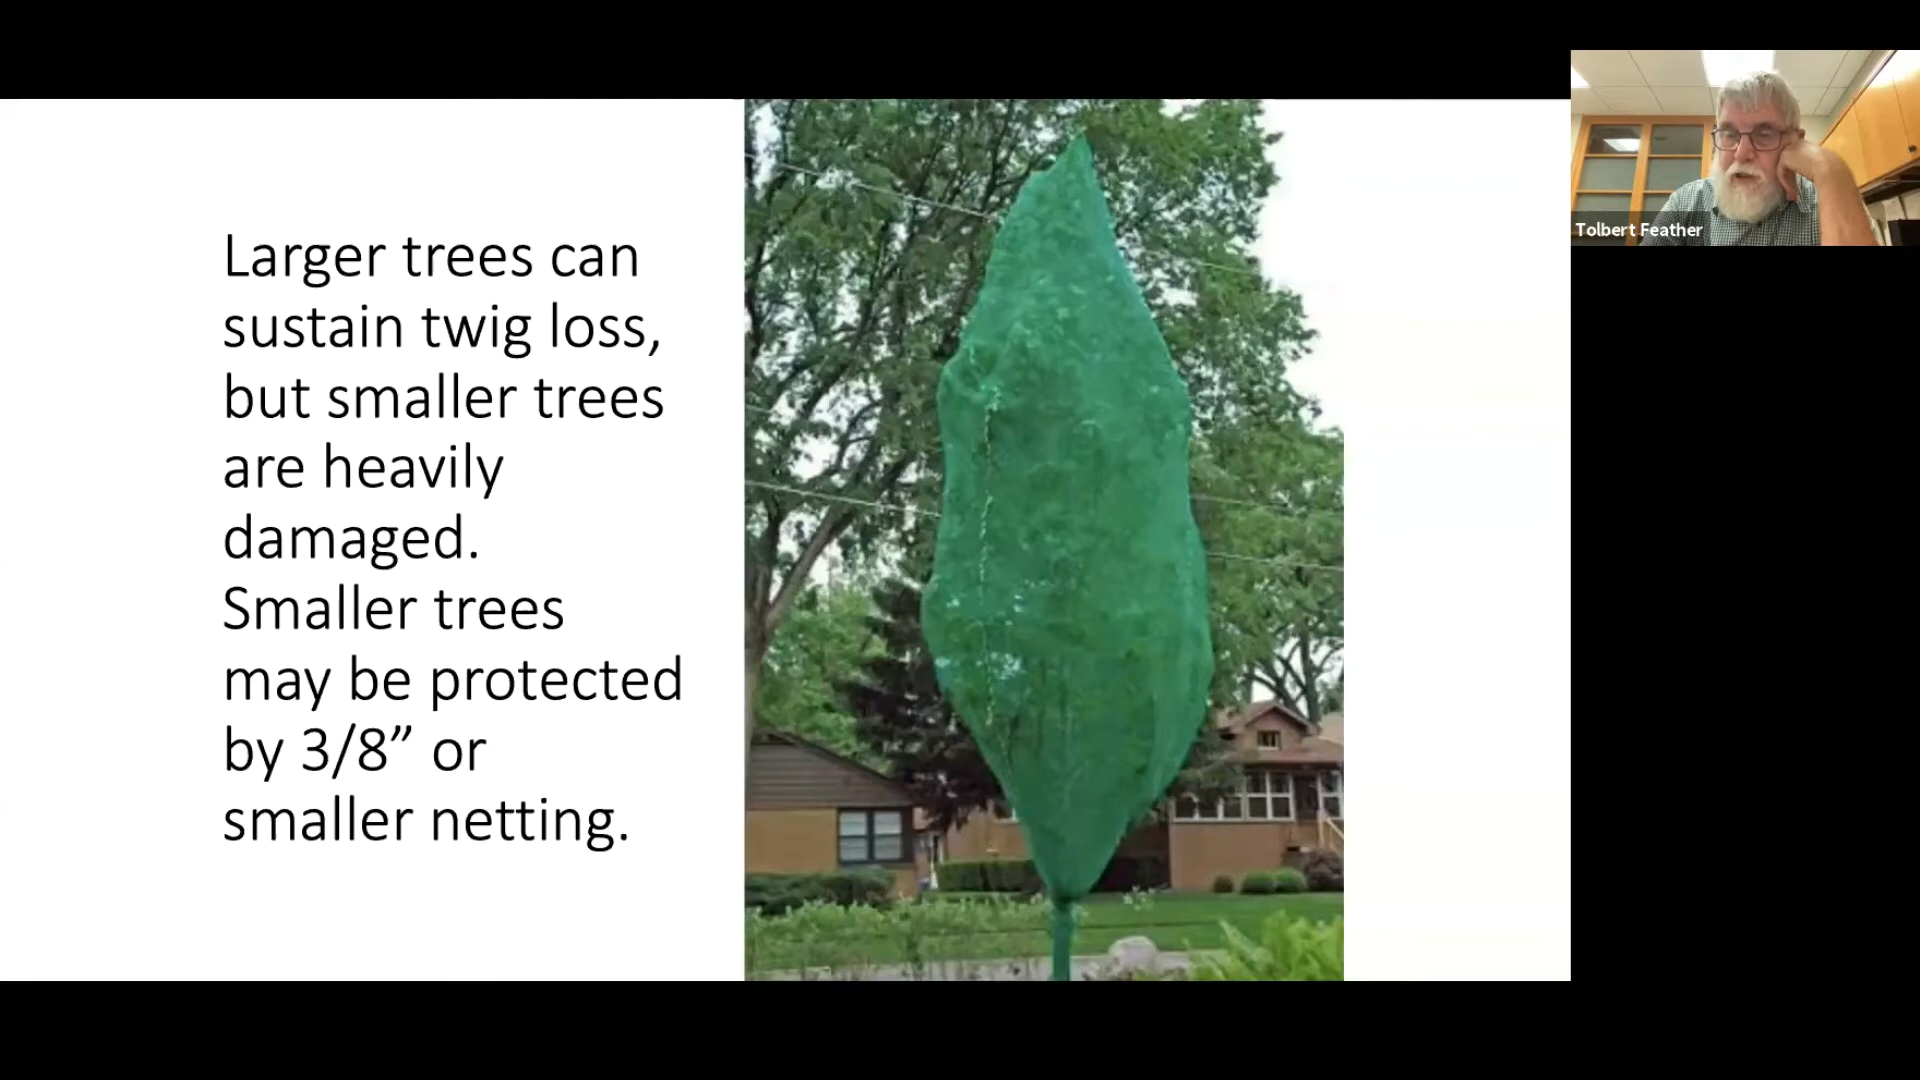 Larger trees can
sustain twig loss,
but smaller trees
are heavily
damaged.
Smaller trees
may be protected
by 3/8” or
smaller netting.
Tolbert Feather